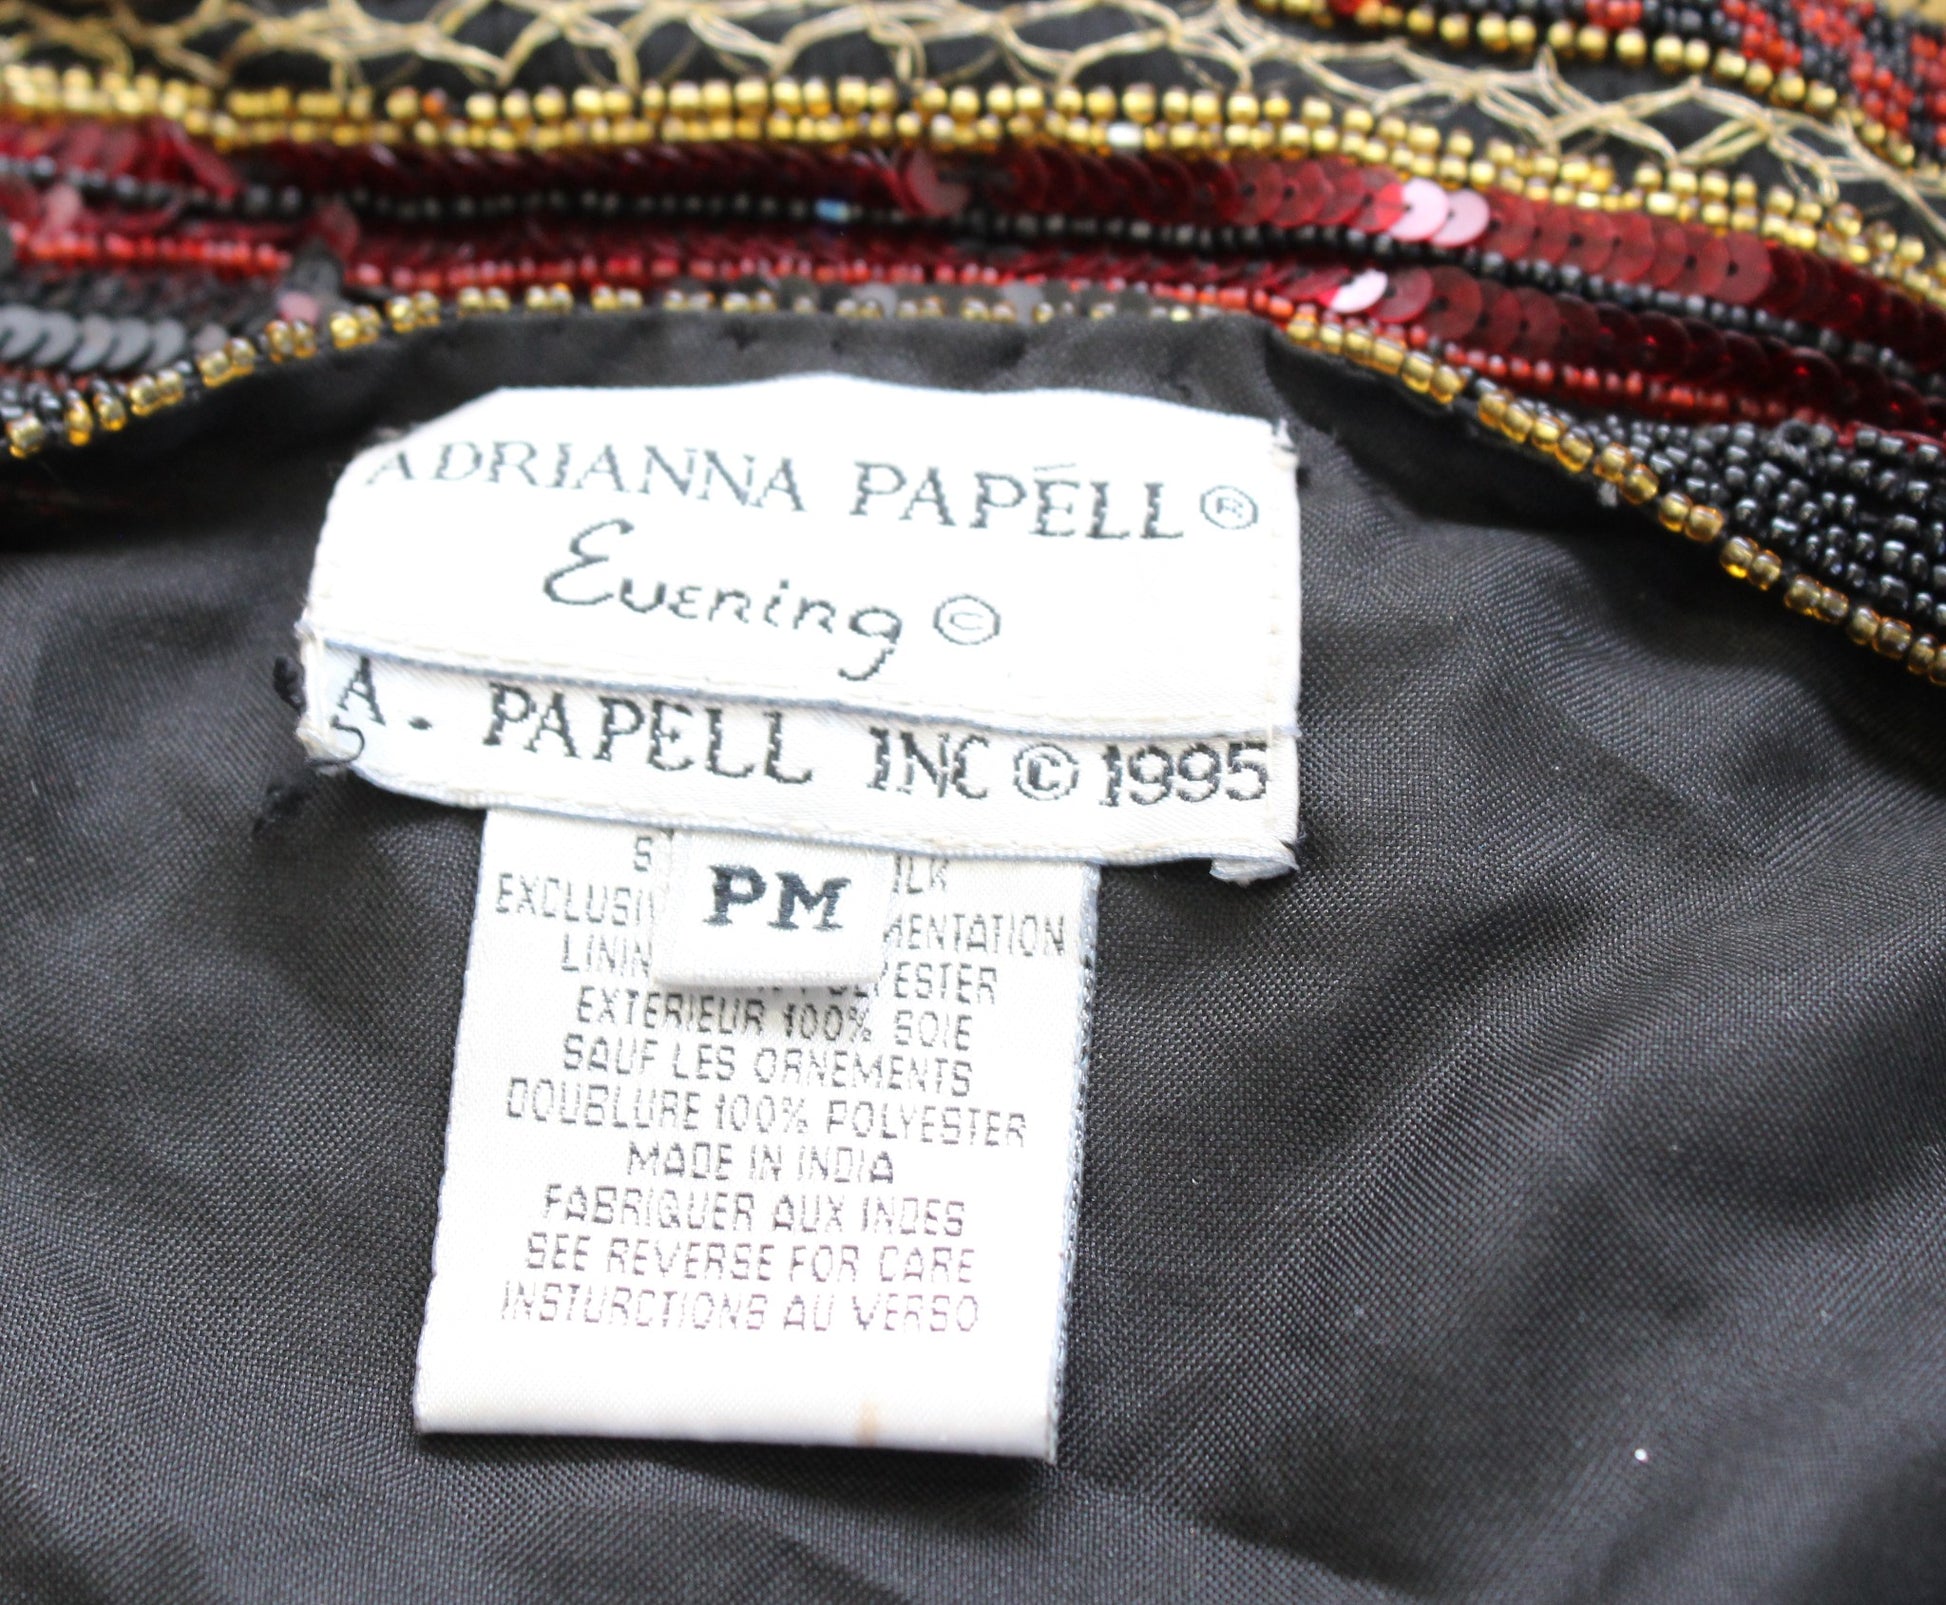 ADRIANNA PAPÉLL®
Evening ©
A. PAPELL INC © 1995
PM
EXTERIEUR 100% SOIE
SAUF LES ORNEMENTS
DOUBLURE 100% POLYESTER
MADE IN INDIA
FABRIQUER AUX INDES
SEE REVERSE FOR CARE
INSTURCTIONS AU VERSO